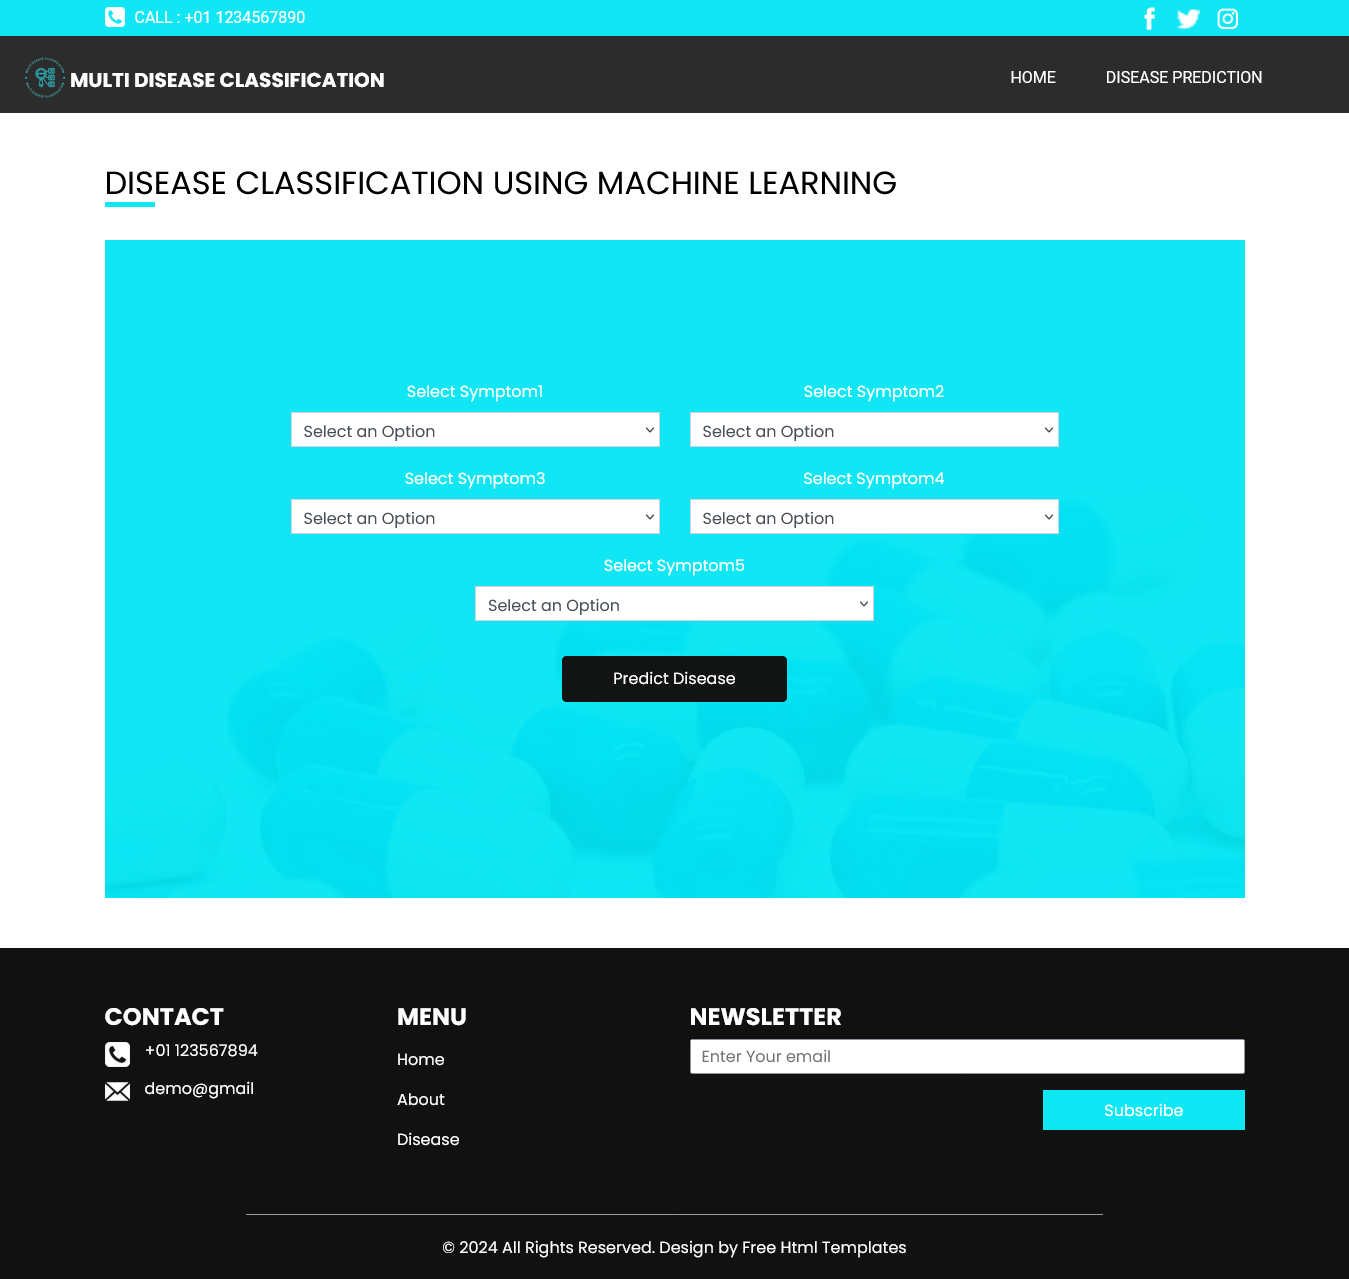 CALL : +01 1234567890
MULTI DISEASE CLASSIFICATION
HOME
DISEASE PREDICTION
DISEASE CLASSIFICATION USING MACHINE LEARNING
Select Symptom1
Select Symptom2
Select an Option
Select an Option
Select Symptom3
Select Symptom4
Select an Option
Select an Option
Select Symptom5
Select an Option
Predict Disease
CONTACT
+01 123567894
demo@gmail
MENU
Home
About
Disease
NEWSLETTER
Enter Your email
Subscribe
© 2024 All Rights Reserved. Design by Free Html Templates